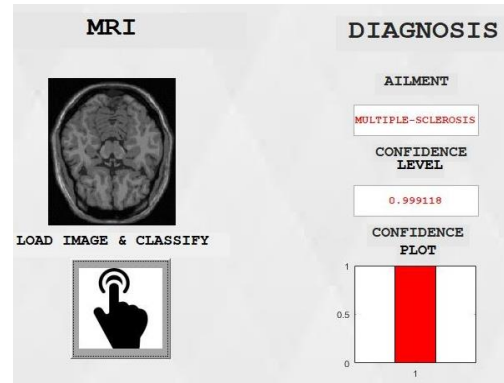 MRI
LOAD IMAGE & CLASSIFY
DIAGNOSIS
AILMENT
MULTIPLE-SCLEROSIS
CONFIDENCE
LEVEL
0.999118
CONFIDENCE
PLOT
1
0.5
0
1